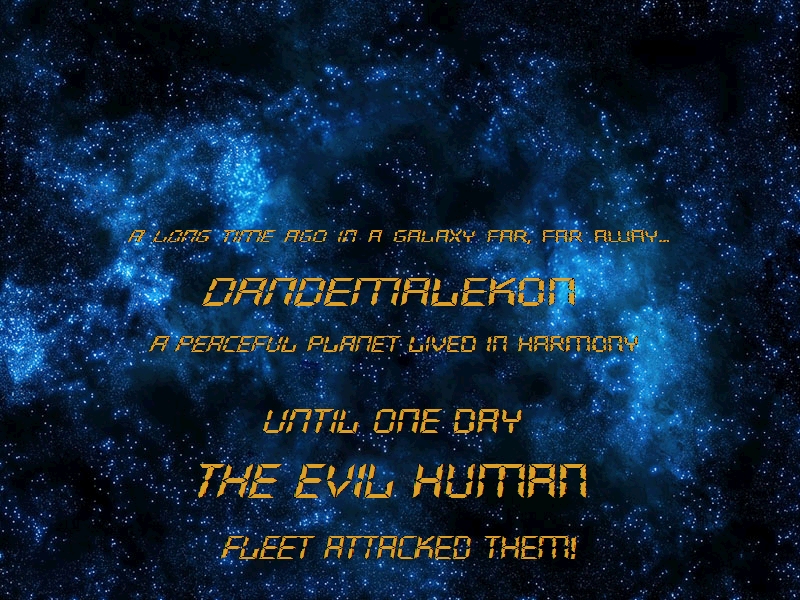 A LONG TIME AGO IN A GALAXY FAR, FAR AWAY...
DANDEMALEKON
A PEACEFUL PLANET LIVED IN HARMONY
UNTIL ONE DAY
THE EVIL HUMAN
FLEET ATTACKED THEM!